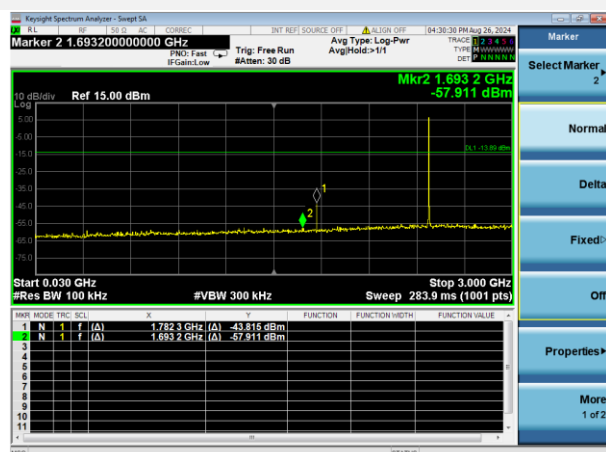 Keysight Spectrum Analyzer - Swept SA
RL RF 50 Ω AC CORREC INT REF SOURCE OFF ALIGN OFF 04:30:30 PM Aug 26, 2024
Marker 2 1.693200000000 GHz
PNO: Fast
IFGain:Low
Trig: Free Run
#Atten: 30 dB
Avg Type: Log-Pwr
Avg|Hold:>1/1
TRACE 1 2 3 4 5 6
TYPE MWWWWW
DET P NNNNN
Mkr2 1.693 2 GHz
-57.911 dBm
10 dB/div Ref 15.00 dBm
Log
5.00
-5.00
-15.0
-25.0
-35.0
-45.0
-55.0
-65.0
-75.0
DL1 -13.89 dBm
1
2
Start 0.030 GHz Stop 3.000 GHz
#Res BW 100 kHz #VBW 300 kHz Sweep 283.9 ms (1001 pts)
MKR MODE TRC SCL X Y FUNCTION FUNCTION WIDTH FUNCTION VALUE
1 N 1 f (Δ) 1.782 3 GHz (Δ) -43.815 dBm
2 N 1 f (Δ) 1.693 2 GHz (Δ) -57.911 dBm
3
4
5
6
7
8
9
10
11
Marker
Select Marker
2
Normal
Delta
Fixed
Off
Properties
More
1 of 2